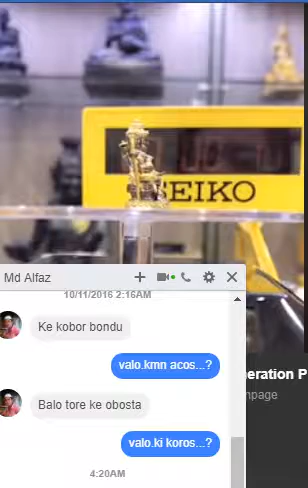 SEIKO
Md Alfaz
10/11/2016 2:16AM
Ke kobor bondu
valo.kmn acos...?
Balo tore ke obosta
valo.ki koros...?
4:20AM
eration P
npage